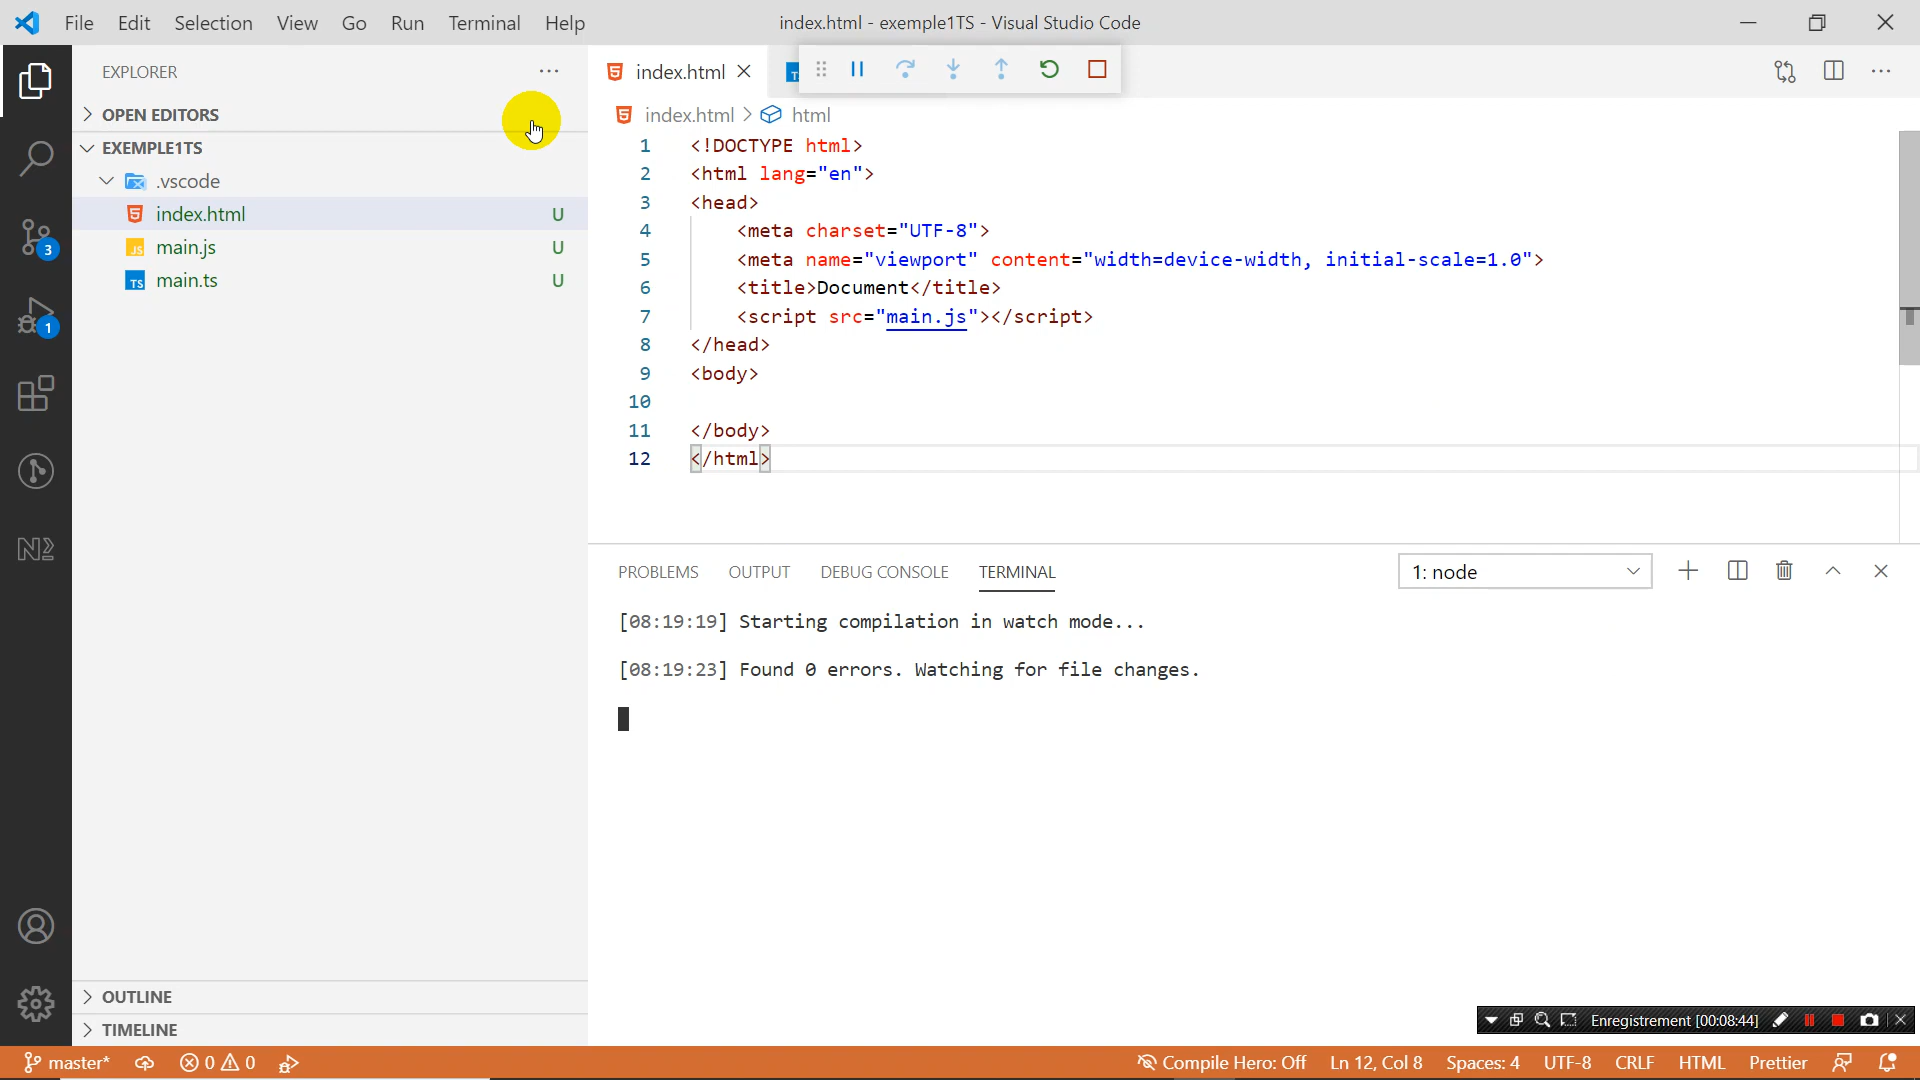 File Edit Selection View Go Run Terminal Help
index.html - exemple1TS - Visual Studio Code
EXPLORER
OPEN EDITORS
EXEMPLE1TS
.vscode
index.html U
JS main.js U
TS main.ts U
3
1
OUTLINE
TIMELINE
index.html
index.html > html
1 <!DOCTYPE html>
2 <html lang="en">
3 <head>
4 <meta charset="UTF-8">
5 <meta name="viewport" content="width=device-width, initial-scale=1.0">
6 <title>Document</title>
7 <script src="main.js"></script>
8 </head>
9 <body>
10
11 </body>
12 </html>
PROBLEMS OUTPUT DEBUG CONSOLE TERMINAL
1: node
[08:19:19] Starting compilation in watch mode...
[08:19:23] Found 0 errors. Watching for file changes.
Enregistrement [00:08:44]
master* 0 0 Compile Hero: Off Ln 12, Col 8 Spaces: 4 UTF-8 CRLF HTML Prettier